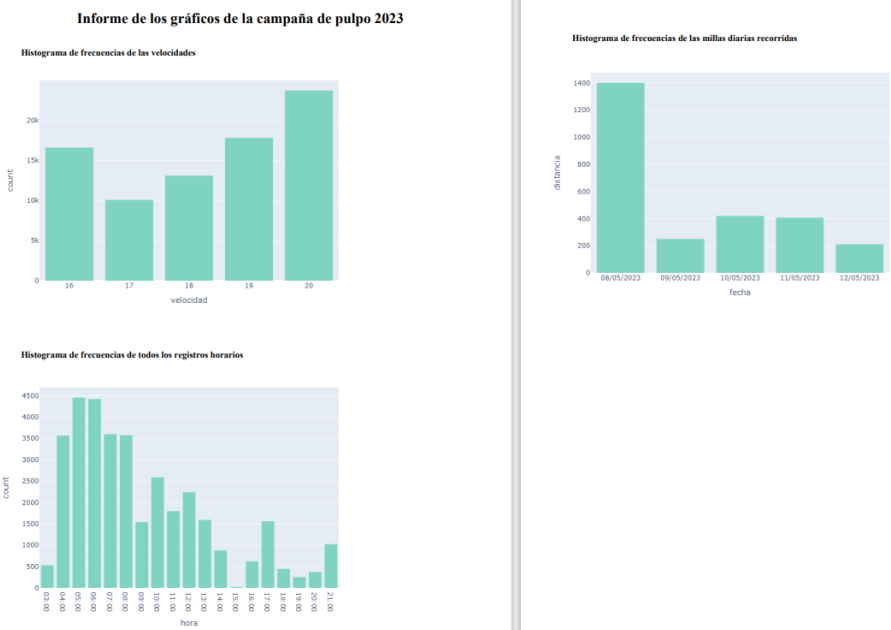 Informe de los gráficos de la campaña de pulpo 2023
Histograma de frecuencias de las velocidades
count
20k
15k
10k
5k
0
16 17 18 19 20
velocidad
Histograma de frecuencias de todos los registros horarios
count
4500
4000
3500
3000
2500
2000
1500
1000
500
0
03:00 04:00 05:00 06:00 07:00 08:00 09:00 10:00 11:00 12:00 13:00 14:00 15:00 16:00 17:00 18:00 19:00 20:00 21:00
hora
Histograma de frecuencias de las millas diarias recorridas
distancia
1400
1200
1000
800
600
400
200
0
08/05/2023 09/05/2023 10/05/2023 11/05/2023 12/05/2023
fecha